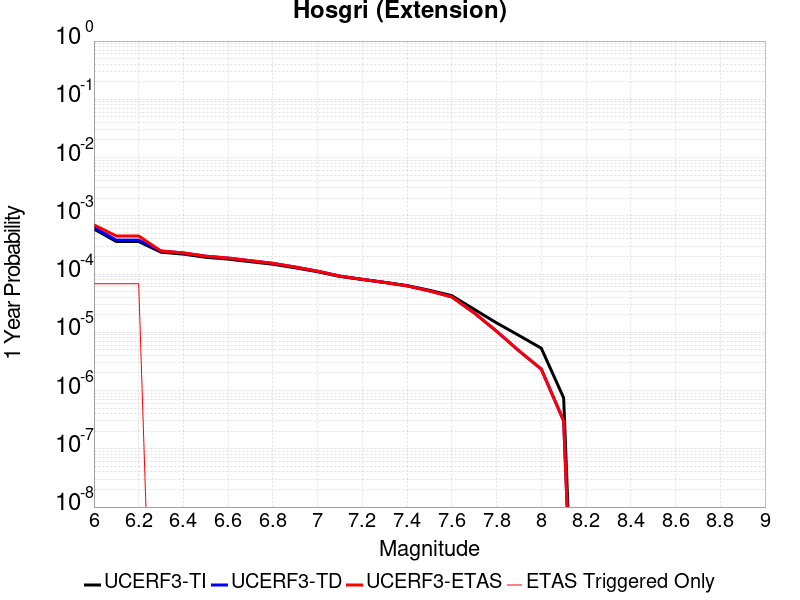 Hosgri (Extension)
10^0
10^-1
10^-2
10^-3
10^-4
10^-5
10^-6
10^-7
10^-8
1 Year Probability
6 6.2 6.4 6.6 6.8 7 7.2 7.4 7.6 7.8 8 8.2 8.4 8.6 8.8 9
Magnitude
UCERF3-TI UCERF3-TD UCERF3-ETAS ETAS Triggered Only